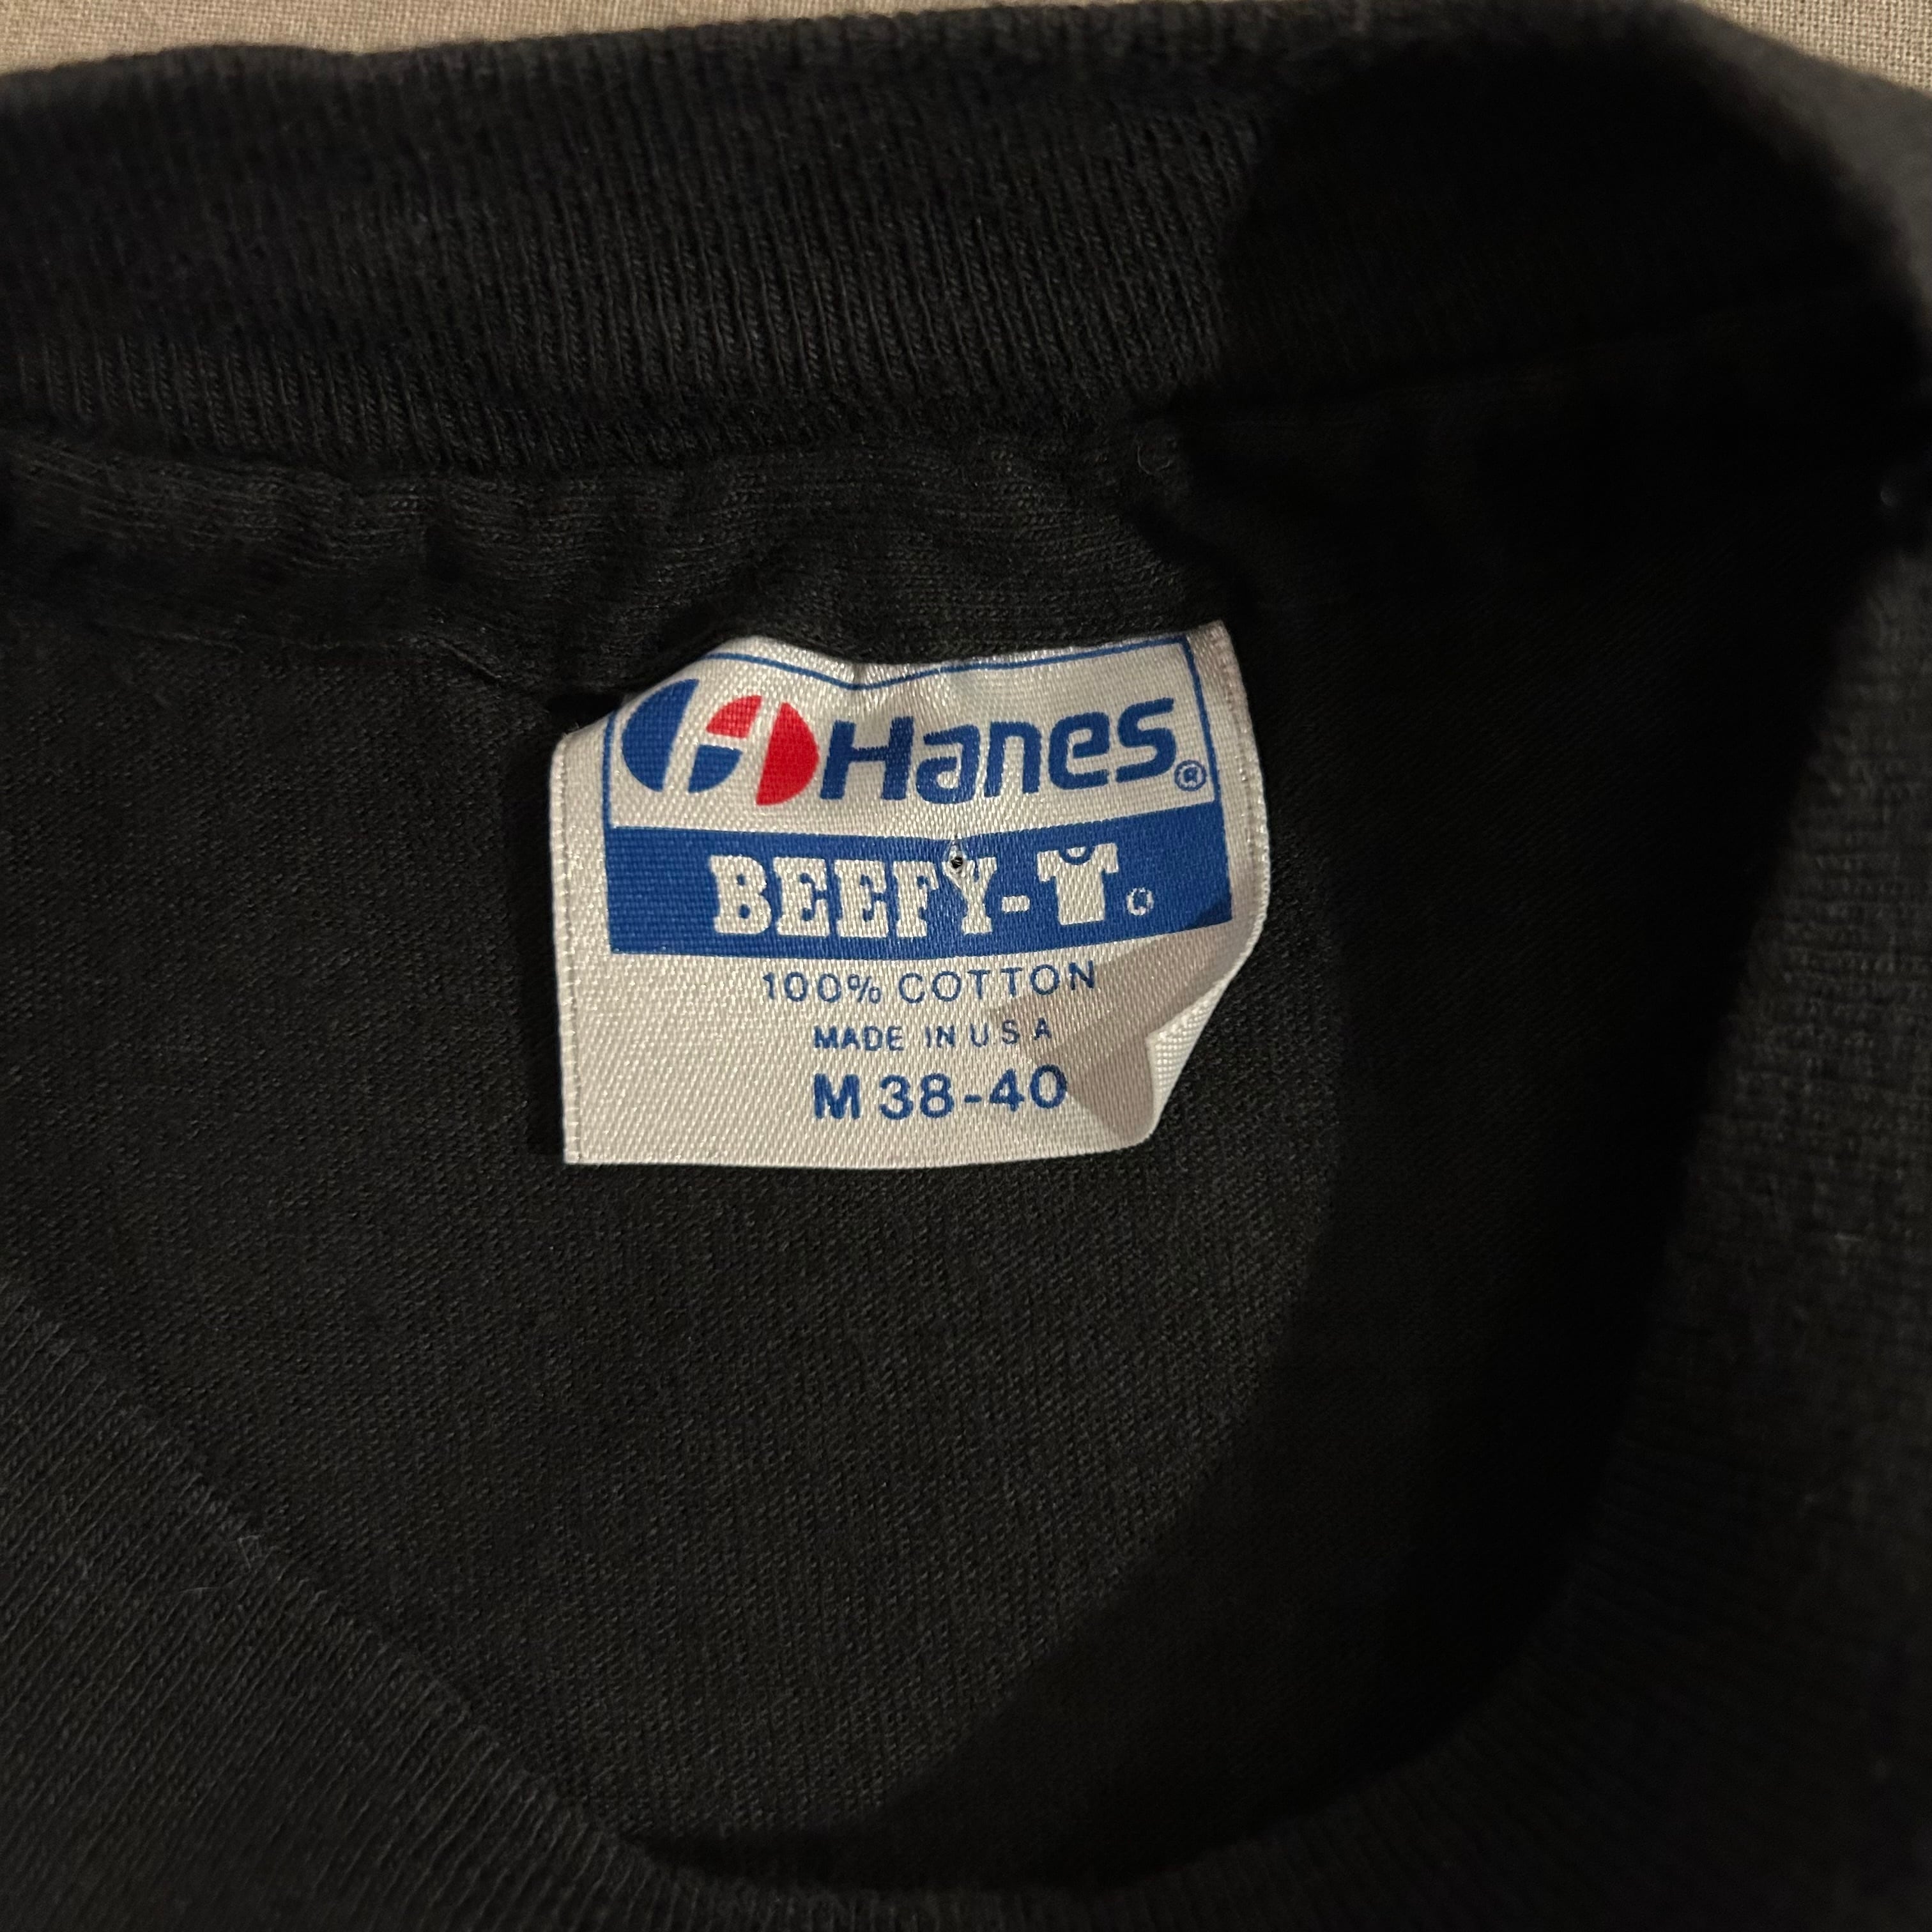 Hanes®
BEEFY-T®
100% COTTON
MADE IN U S A
M 38-40